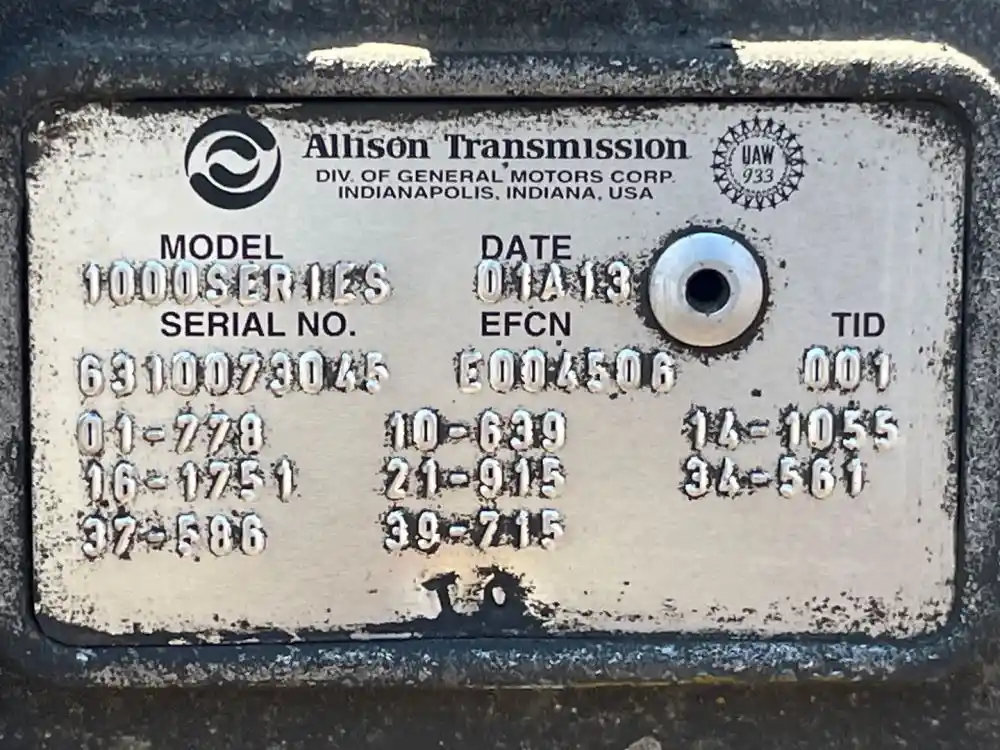 Allison Transmission
DIV. OF GENERAL MOTORS CORP.
INDIANAPOLIS, INDIANA, USA
UAW
933
MODEL DATE
1000SERIES 01A13
SERIAL NO. EFCN TID
6310073045 E004506 001
01-778 10-639 14-1055
16-1751 21-915 34-561
37-586 39-715